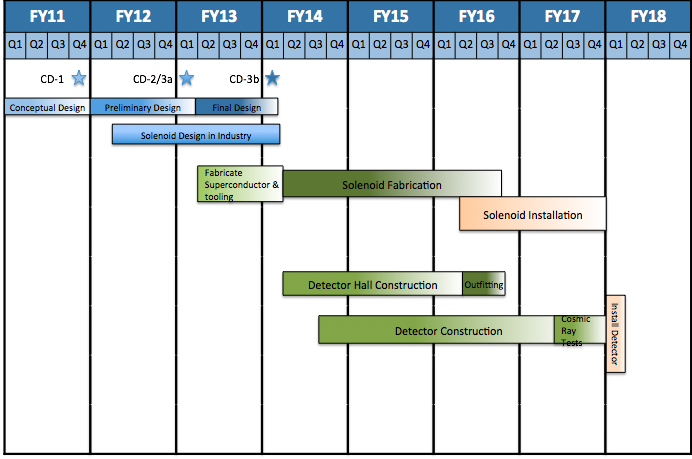 FY11 FY12 FY13 FY14 FY15 FY16 FY17 FY18
Q1 Q2 Q3 Q4 Q1 Q2 Q3 Q4 Q1 Q2 Q3 Q4 Q1 Q2 Q3 Q4 Q1 Q2 Q3 Q4 Q1 Q2 Q3 Q4 Q1 Q2 Q3 Q4 Q1 Q2 Q3 Q4
CD-1 CD-2/3a CD-3b
Conceptual Design Preliminary Design Final Design
Solenoid Design in Industry
Fabricate
Superconductor &
tooling
Solenoid Fabrication
Solenoid Installation
Detector Hall Construction Outfitting
Detector Construction
Cosmic
Ray
Tests
Install Detector